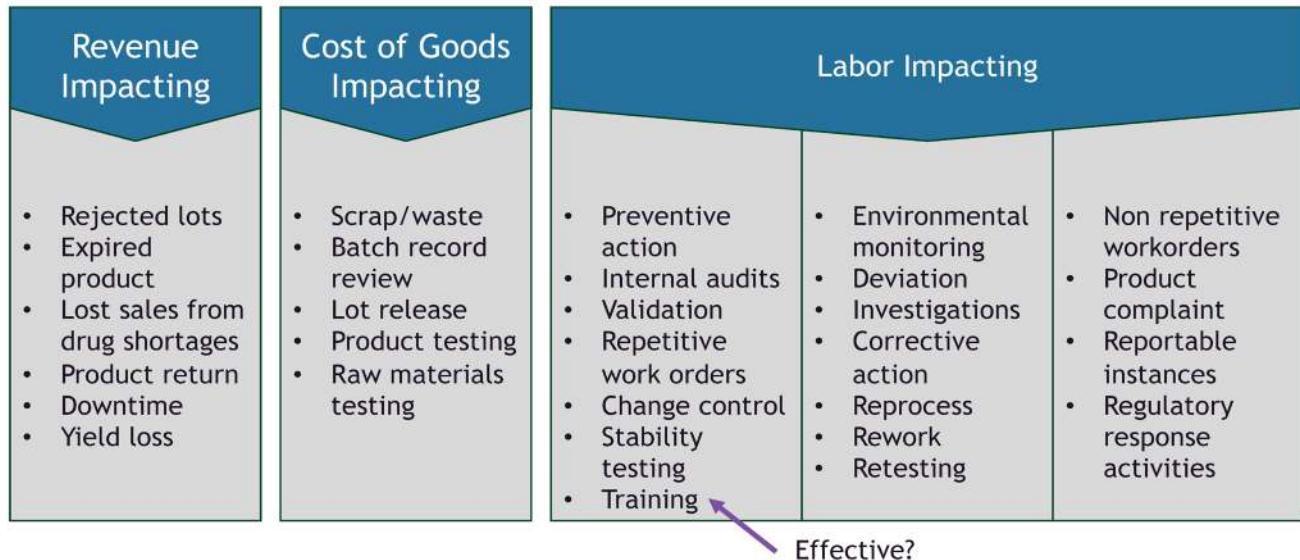 Revenue
Impacting
• Rejected lots
• Expired
product
• Lost sales from
drug shortages
• Product return
• Downtime
• Yield loss
Cost of Goods
Impacting
• Scrap/waste
• Batch record
review
• Lot release
• Product testing
• Raw materials
testing
Labor Impacting
• Preventive
action
• Internal audits
• Validation
• Repetitive
work orders
• Change control
• Stability
testing
• Training
• Environmental
monitoring
• Deviation
• Investigations
• Corrective
action
• Reprocess
• Rework
• Retesting
• Non repetitive
workorders
• Product
complaint
• Reportable
instances
• Regulatory
response
activities
Effective?